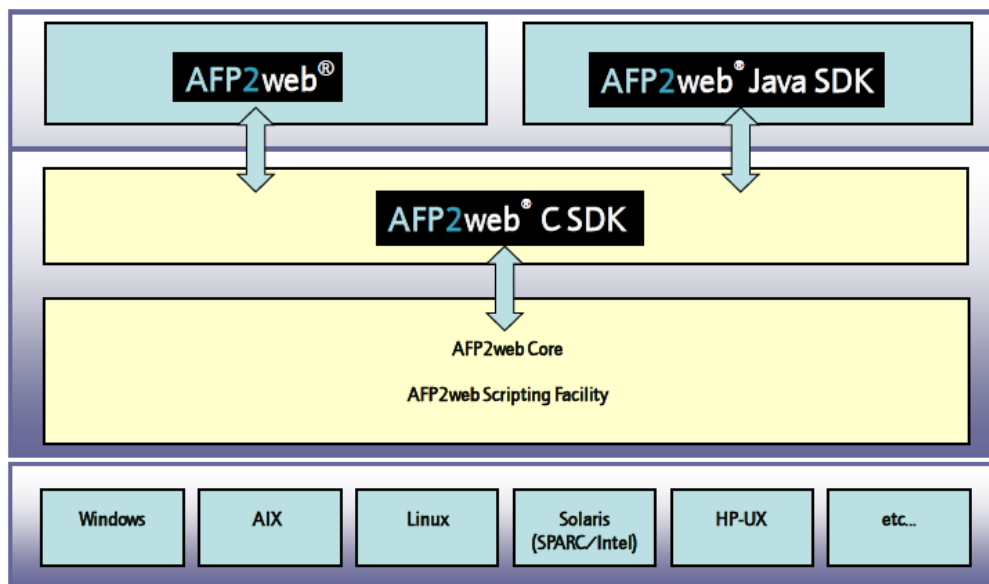 AFP2web®
AFP2web® Java SDK
AFP2web® C SDK
AFP2web Core
AFP2web Scripting Facility
Windows
AIX
Linux
Solaris
(SPARC/Intel)
HP-UX
etc...